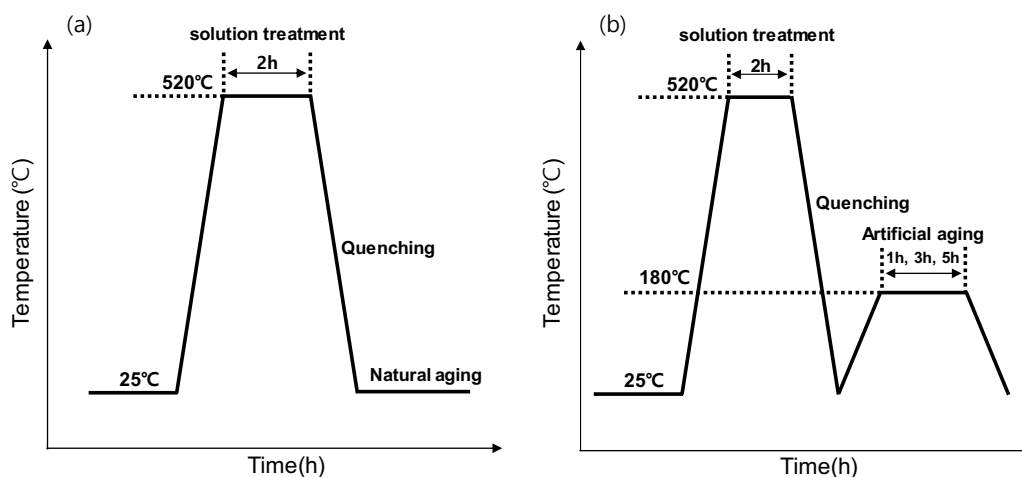 (a)
solution treatment
2h
520℃
Quenching
25℃
Natural aging
Temperature (℃)
Time(h)
(b)
solution treatment
2h
520℃
Quenching
Artificial aging
1h, 3h, 5h
180℃
25℃
Temperature (℃)
Time(h)